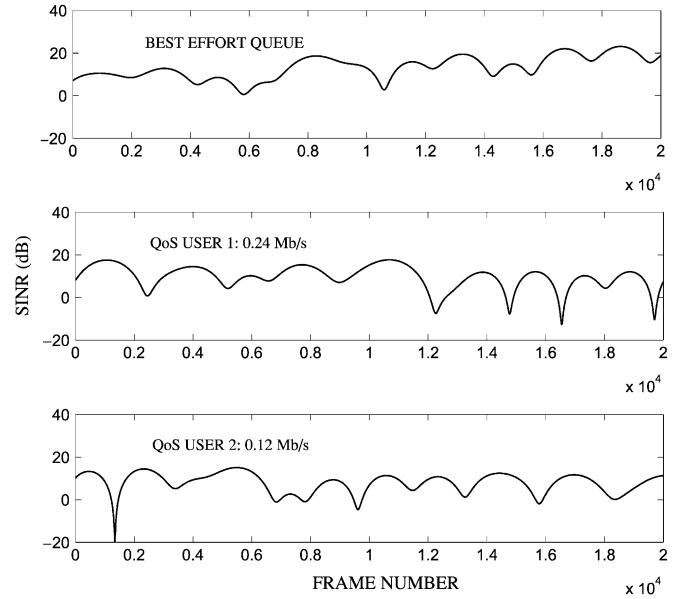 40
BEST EFFORT QUEUE
20
0
−20
0 0.2 0.4 0.6 0.8 1 1.2 1.4 1.6 1.8 2
x 10^4
40
QoS USER 1: 0.24 Mb/s
20
0
−20
0 0.2 0.4 0.6 0.8 1 1.2 1.4 1.6 1.8 2
x 10^4
SINR (dB)
40
QoS USER 2: 0.12 Mb/s
20
0
−20
0 0.2 0.4 0.6 0.8 1 1.2 1.4 1.6 1.8 2
FRAME NUMBER
x 10^4